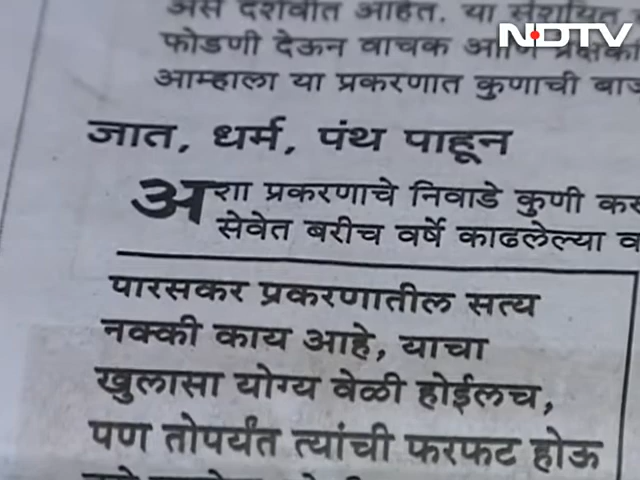 असे दर्शवीत आहेत. या
NDTV
फोडणी देऊन वाचक आणि
आम्हाला या प्रकरणात कुणाची
जात, धर्म, पंथ पाहून
अशा प्रकरणाचे निवाडे कुणी
सेवेत बरीच वर्षे काढलेल्या
पारसकर प्रकरणातील सत्य
नक्की काय आहे, याचा
खुलासा योग्य वेळी होईलच,
पण तोपर्यंत त्यांची फरफट होऊ